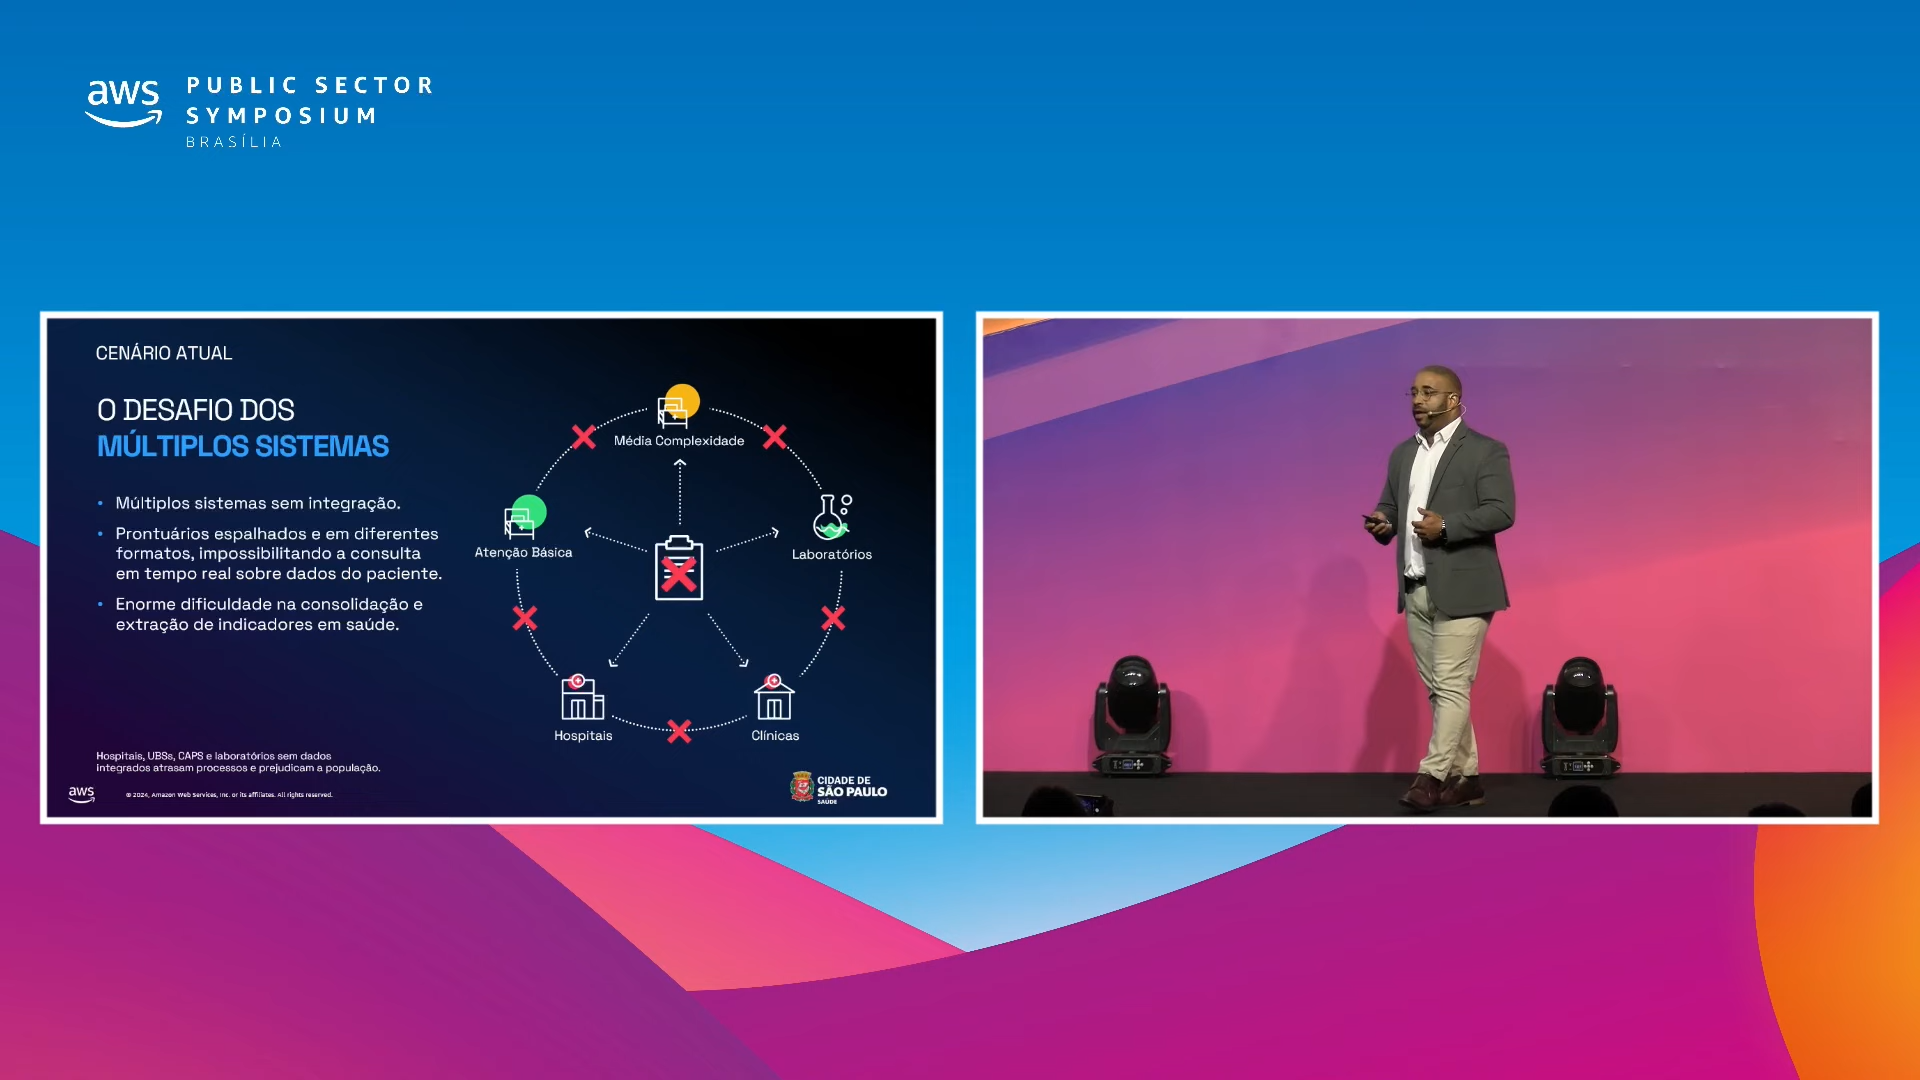 aws
PUBLIC SECTOR
SYMPOSIUM
BRASÍLIA
CENÁRIO ATUAL
O DESAFIO DOS
MÚLTIPLOS SISTEMAS
• Múltiplos sistemas sem integração.
• Prontuários espalhados e em diferentes
formatos, impossibilitando a consulta
em tempo real sobre dados do paciente.
• Enorme dificuldade na consolidação e
extração de indicadores em saúde.
Média Complexidade
Atenção Básica
Laboratórios
Hospitais
Clínicas
Hospitais, UBSs, CAPS e laboratórios sem dados
integrados atrasam processos e prejudicam a população.
aws
© 2024, Amazon Web Services, Inc. or its affiliates. All rights reserved.
CIDADE DE
SÃO PAULO
SAÚDE